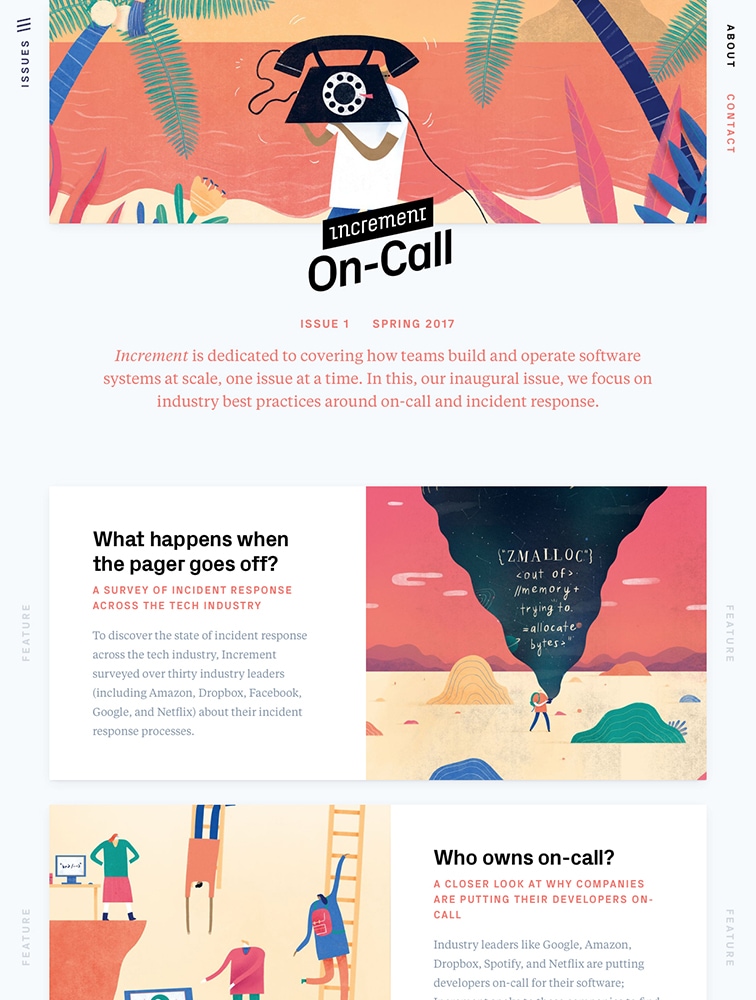 ISSUES
ABOUT
CONTACT
increment
On-Call
ISSUE 1 SPRING 2017
Increment is dedicated to covering how teams build and operate software
systems at scale, one issue at a time. In this, our inaugural issue, we focus on
industry best practices around on-call and incident response.
FEATURE
What happens when
the pager goes off?
A SURVEY OF INCIDENT RESPONSE
ACROSS THE TECH INDUSTRY
To discover the state of incident response
across the tech industry, Increment
surveyed over thirty industry leaders
(including Amazon, Dropbox, Facebook,
Google, and Netflix) about their incident
response processes.
{"ZMALLOC"}
<out of>
//memory+
trying to.
=allocate
bytes>"
FEATURE
FEATURE
Who owns on-call?
A CLOSER LOOK AT WHY COMPANIES
ARE PUTTING THEIR DEVELOPERS ON-
CALL
Industry leaders like Google, Amazon,
Dropbox, Spotify, and Netflix are putting
developers on-call for their software;
FEATURE